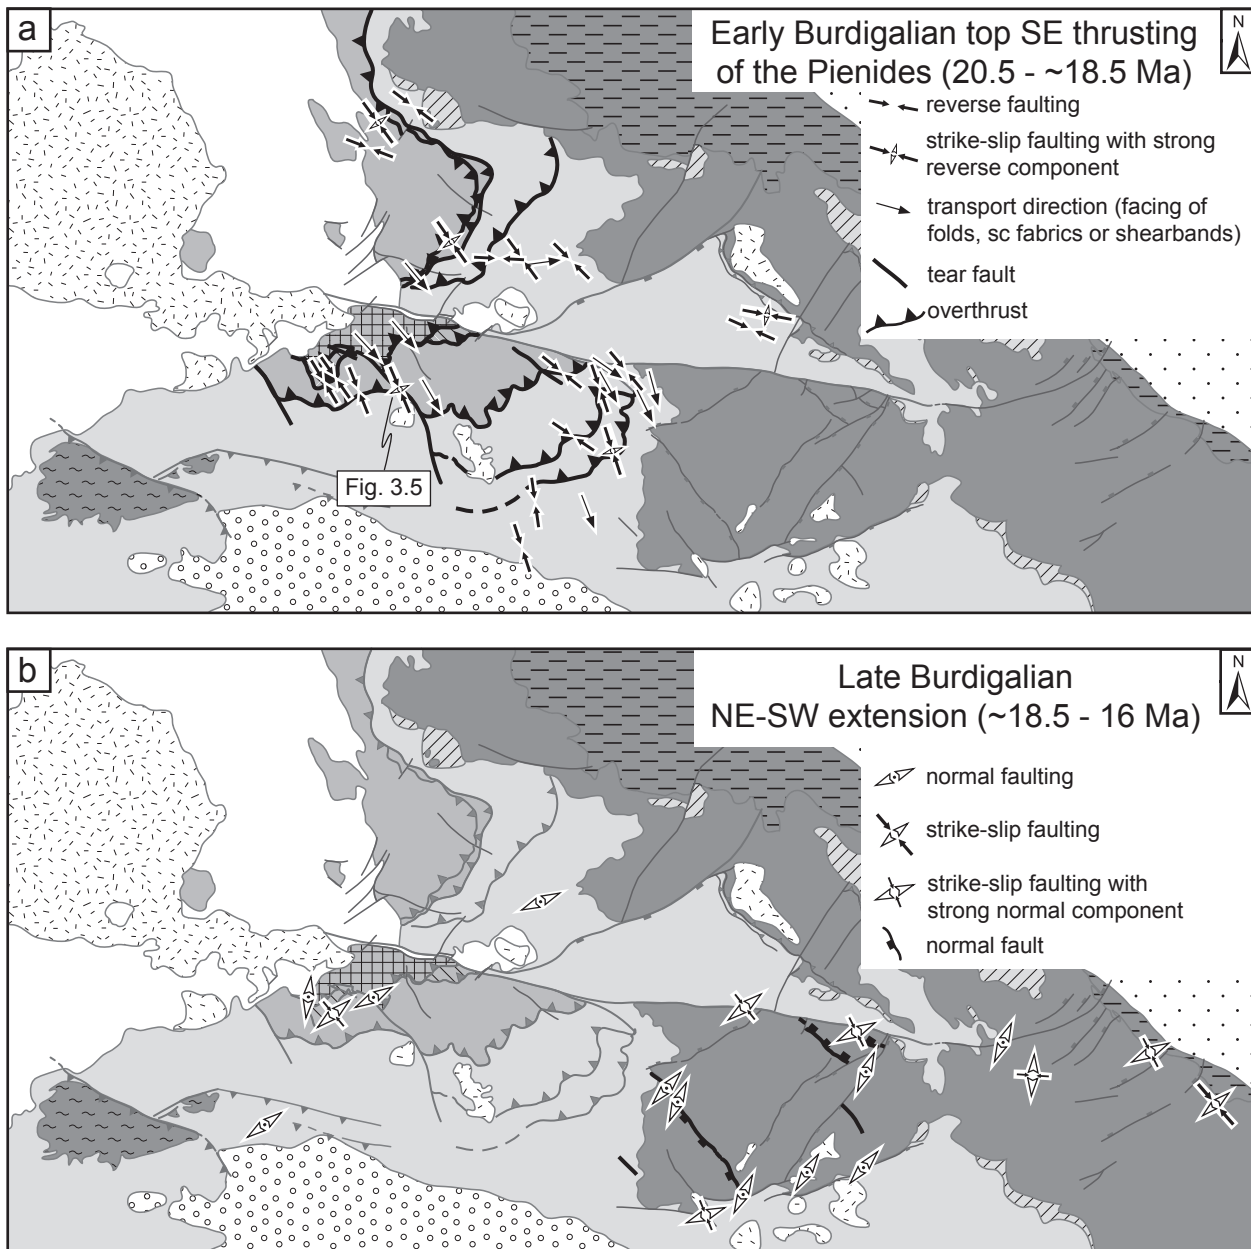 a
Early Burdigalian top SE thrusting
of the Pienides (20.5 - ~18.5 Ma)
N
reverse faulting
strike-slip faulting with strong
reverse component
transport direction (facing of
folds, sc fabrics or shearbands)
tear fault
overthrust
Fig. 3.5
b
Late Burdigalian
NE-SW extension (~18.5 - 16 Ma)
N
normal faulting
strike-slip faulting
strike-slip faulting with
strong normal component
normal fault